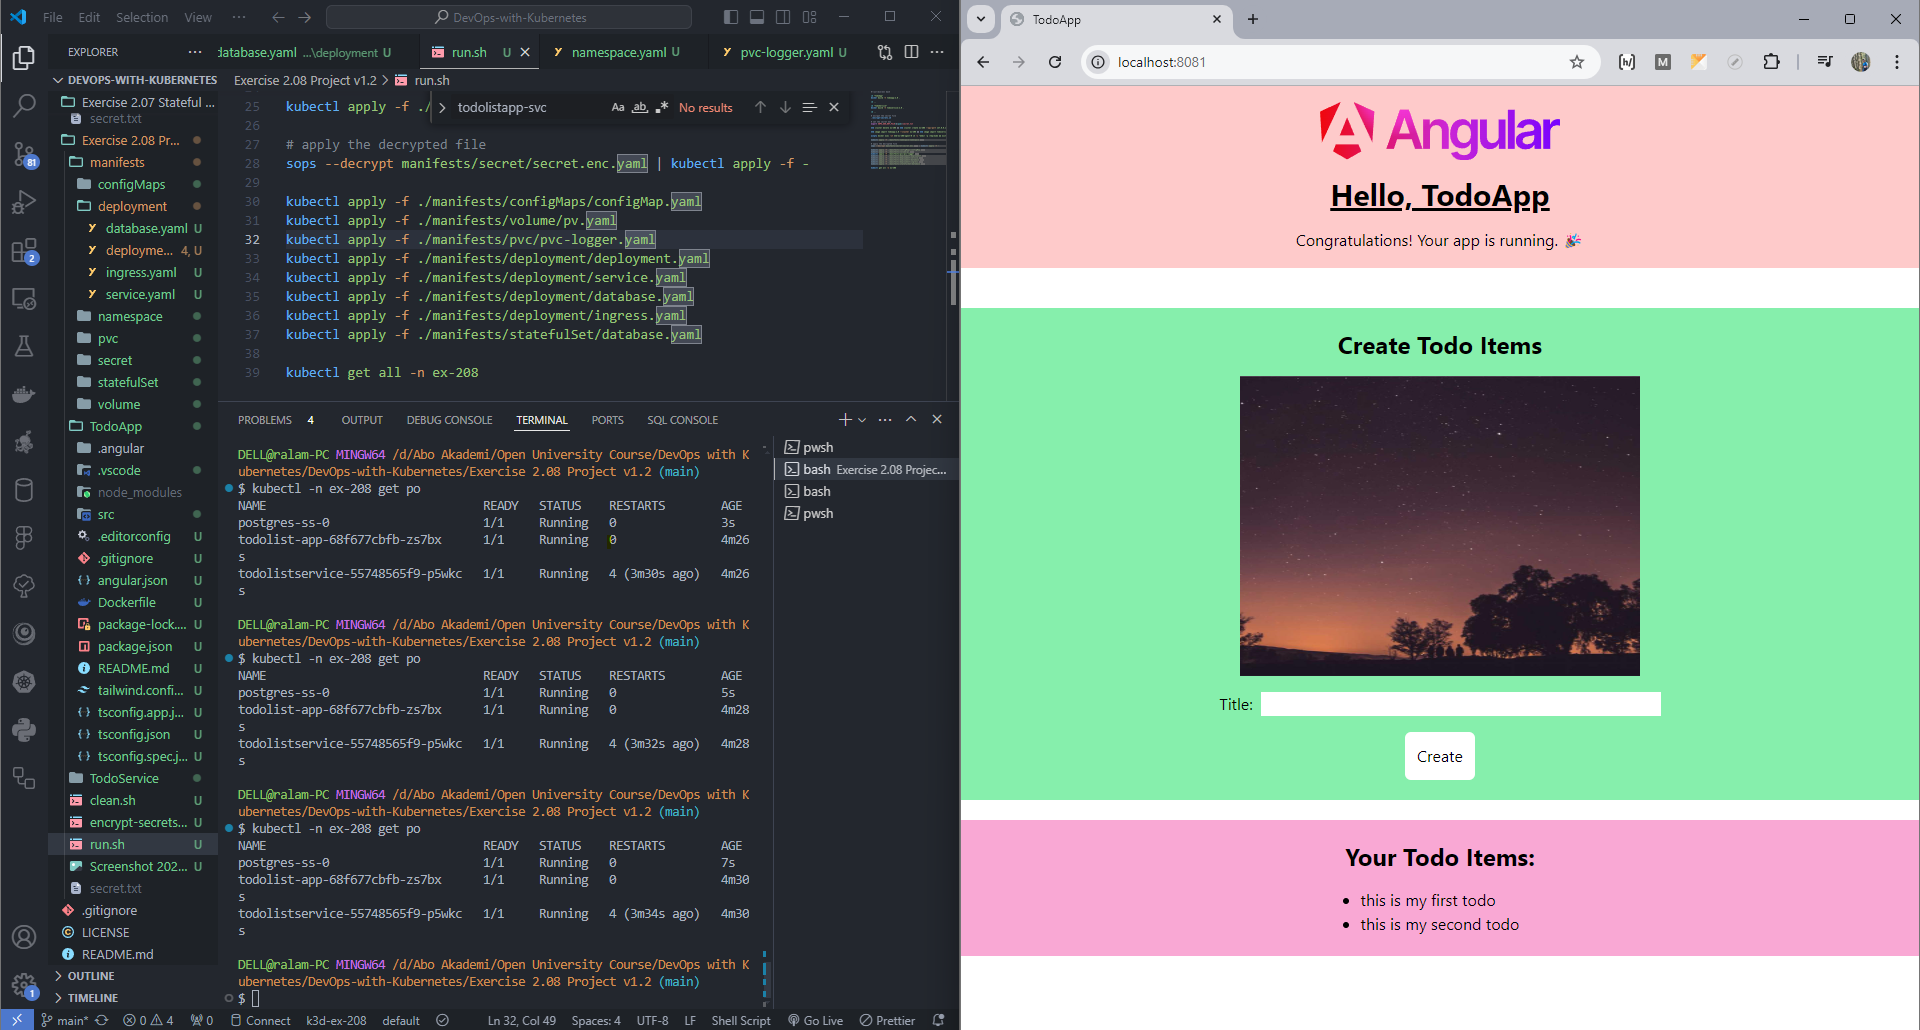 File Edit Selection View ··· DevOps-with-Kubernetes
EXPLORER ···
database.yaml ...\deployment U
run.sh U
namespace.yaml U
pvc-logger.yaml U
DEVOPS-WITH-KUBERNETES
Exercise 2.07 Stateful ...
secret.txt
Exercise 2.08 Pr...
manifests
configMaps
deployment
database.yaml U
deployme... 4, U
ingress.yaml U
service.yaml U
namespace
pvc
secret
statefulSet
volume
TodoApp
.angular
.vscode
node_modules
src
.editorconfig U
.gitignore U
angular.json U
Dockerfile U
package-lock.... U
package.json U
README.md U
tailwind.confi... U
tsconfig.app.j... U
tsconfig.json U
tsconfig.spec.j... U
TodoService
clean.sh U
encrypt-secrets... U
run.sh U
Screenshot 202... U
secret.txt
.gitignore
LICENSE
README.md
OUTLINE
TIMELINE
81
2
1
Exercise 2.08 Project v1.2 > run.sh
todolistapp-svc Aa ab .* No results
25 kubectl apply -f ./
26
27 # apply the decrypted file
28 sops --decrypt manifests/secret/secret.enc.yaml | kubectl apply -f -
29
30 kubectl apply -f ./manifests/configMaps/configMap.yaml
31 kubectl apply -f ./manifests/volume/pv.yaml
32 kubectl apply -f ./manifests/pvc/pvc-logger.yaml
33 kubectl apply -f ./manifests/deployment/deployment.yaml
34 kubectl apply -f ./manifests/deployment/service.yaml
35 kubectl apply -f ./manifests/deployment/database.yaml
36 kubectl apply -f ./manifests/deployment/ingress.yaml
37 kubectl apply -f ./manifests/statefulSet/database.yaml
38
39 kubectl get all -n ex-208
PROBLEMS 4 OUTPUT DEBUG CONSOLE TERMINAL PORTS SQL CONSOLE
DELL@ralam-PC MINGW64 /d/Abo Akademi/Open University Course/DevOps with K
ubernetes/DevOps-with-Kubernetes/Exercise 2.08 Project v1.2 (main)
$ kubectl -n ex-208 get po
NAME READY STATUS RESTARTS AGE
postgres-ss-0 1/1 Running 0 3s
todolist-app-68f677cbfb-zs7bx 1/1 Running 0 4m26
s
todolistservice-55748565f9-p5wkc 1/1 Running 4 (3m30s ago) 4m26
s
DELL@ralam-PC MINGW64 /d/Abo Akademi/Open University Course/DevOps with K
ubernetes/DevOps-with-Kubernetes/Exercise 2.08 Project v1.2 (main)
$ kubectl -n ex-208 get po
NAME READY STATUS RESTARTS AGE
postgres-ss-0 1/1 Running 0 5s
todolist-app-68f677cbfb-zs7bx 1/1 Running 0 4m28
s
todolistservice-55748565f9-p5wkc 1/1 Running 4 (3m32s ago) 4m28
s
DELL@ralam-PC MINGW64 /d/Abo Akademi/Open University Course/DevOps with K
ubernetes/DevOps-with-Kubernetes/Exercise 2.08 Project v1.2 (main)
$ kubectl -n ex-208 get po
NAME READY STATUS RESTARTS AGE
postgres-ss-0 1/1 Running 0 7s
todolist-app-68f677cbfb-zs7bx 1/1 Running 0 4m30
s
todolistservice-55748565f9-p5wkc 1/1 Running 4 (3m34s ago) 4m30
s
DELL@ralam-PC MINGW64 /d/Abo Akademi/Open University Course/DevOps with K
ubernetes/DevOps-with-Kubernetes/Exercise 2.08 Project v1.2 (main)
$
pwsh
bash Exercise 2.08 Projec...
bash
pwsh
main* 0 4 0 Connect k3d-ex-208 default Ln 32, Col 49 Spaces: 4 UTF-8 LF Shell Script Go Live Prettier
TodoApp
localhost:8081
[h/] M
Angular
Hello, TodoApp
Congratulations! Your app is running. 🎉
Create Todo Items
Title:
Create
Your Todo Items:
• this is my first todo
• this is my second todo